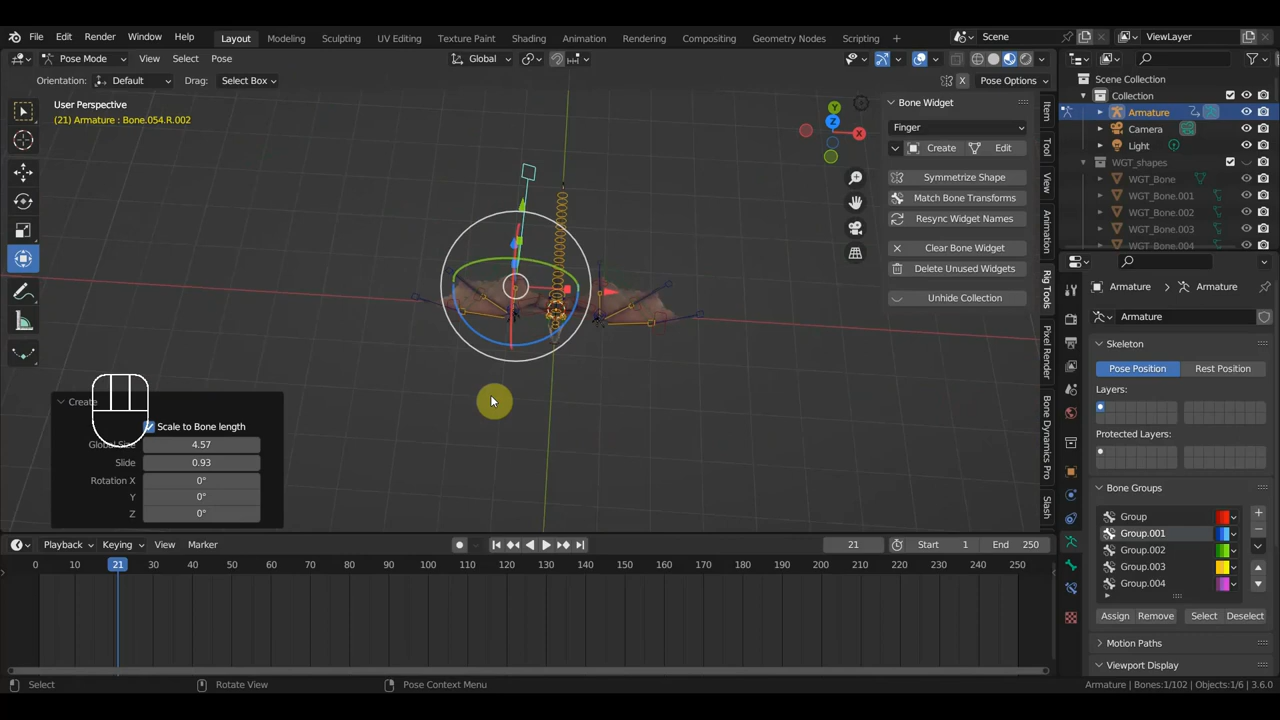 File Edit Render Window Help Layout Modeling Sculpting UV Editing Texture Paint Shading Animation Rendering Compositing Geometry Nodes Scripting + Scene ViewLayer
Pose Mode View Select Pose Global
Orientation: Default Drag: Select Box X Pose Options
User Perspective
(21) Armature : Bone.054.R.002
Y
Z
X
Bone Widget
Finger
Create Edit
Symmetrize Shape
Match Bone Transforms
Resync Widget Names
Clear Bone Widget
Delete Unused Widgets
Unhide Collection
Item
Tool
View
Animation
Rig Tools
Pixel Render
Bone Dynamics Pro
Slash
Scene Collection
Collection
Armature
Camera
Light
WGT_shapes
WGT_Bone
WGT_Bone.001
WGT_Bone.002
WGT_Bone.003
WGT_Bone.004
Armature Armature
Armature
Skeleton
Pose Position Rest Position
Layers:
Protected Layers:
Bone Groups
Group
Group.001
Group.002
Group.003
Group.004
Assign Remove Select Deselect
Motion Paths
Viewport Display
Create
Scale to Bone length
Global Size 4.57
Slide 0.93
Rotation X 0°
Y 0°
Z 0°
Playback Keying View Marker 21 Start 1 End 250
0 10 21 30 40 50 60 70 80 90 100 110 120 130 140 150 160 170 180 190 200 210 220 230 240 250
Select Rotate View Pose Context Menu Armature | Bones:1/102 | Objects:1/6 | 3.6.0